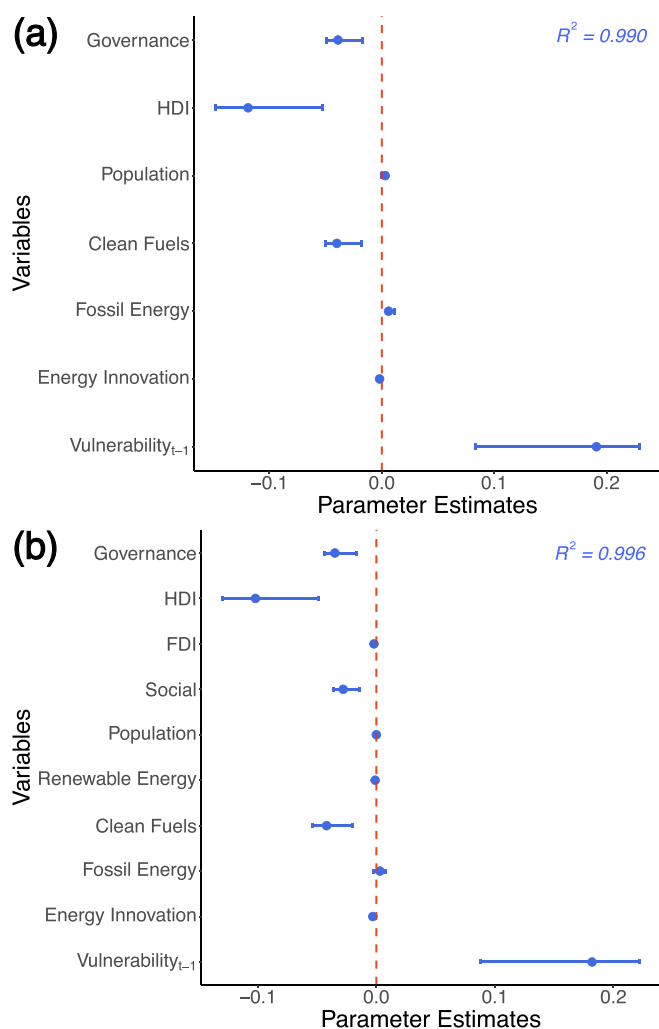 (a)
R² = 0.990
Governance
HDI
Population
Clean Fuels
Fossil Energy
Energy Innovation
Vulnerabilityt−1
Variables
−0.1 0.0 0.1 0.2
Parameter Estimates
(b)
R² = 0.996
Governance
HDI
FDI
Social
Population
Renewable Energy
Clean Fuels
Fossil Energy
Energy Innovation
Vulnerabilityt−1
Variables
−0.1 0.0 0.1 0.2
Parameter Estimates